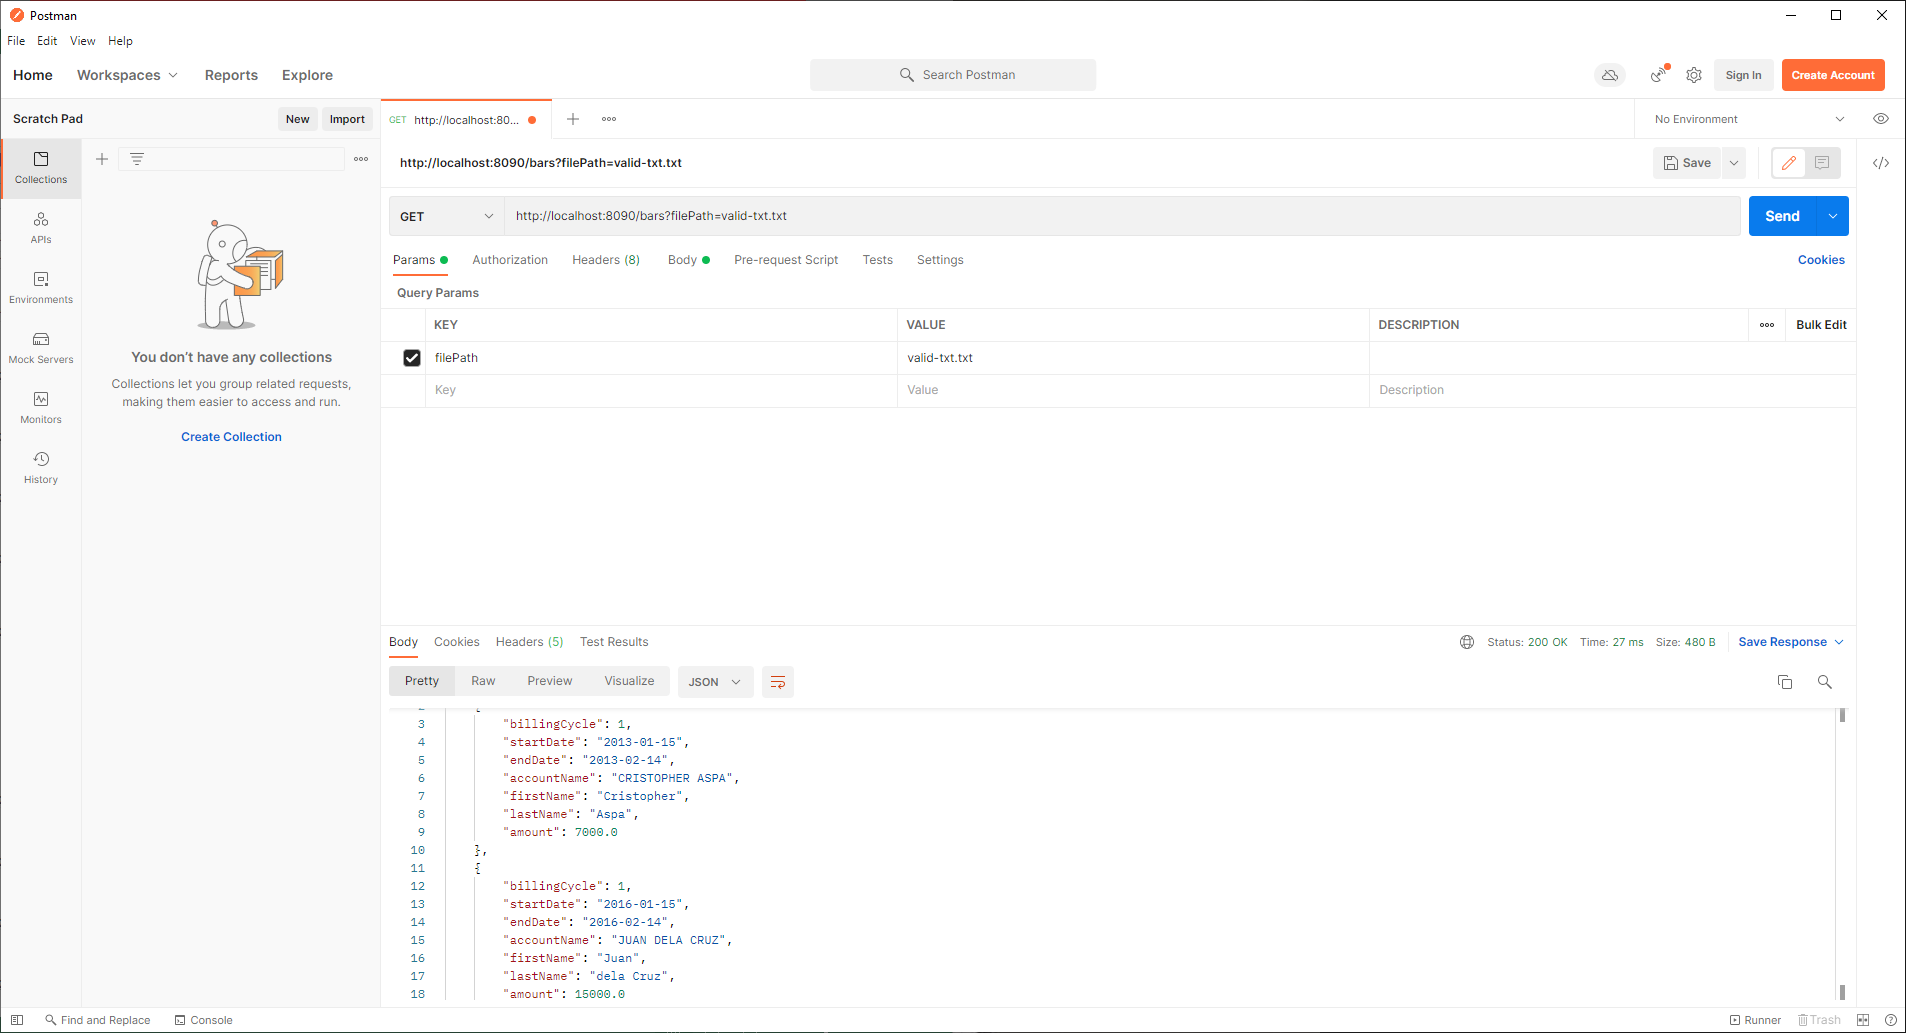 Postman
File Edit View Help
Home Workspaces Reports Explore
Search Postman
Sign In
Create Account
Scratch Pad
New
Import
GET http://localhost:80...
No Environment
Collections
APIs
Environments
Mock Servers
Monitors
History
You don't have any collections
Collections let you group related requests,
making them easier to access and run.
Create Collection
http://localhost:8090/bars?filePath=valid-txt.txt
Save
GET http://localhost:8090/bars?filePath=valid-txt.txt
Send
Params Authorization Headers (8) Body Pre-request Script Tests Settings
Cookies
Query Params
KEY VALUE DESCRIPTION
Bulk Edit
filePath valid-txt.txt
Key Value Description
Body Cookies Headers (5) Test Results
Status: 200 OK Time: 27 ms Size: 480 B
Save Response
Pretty Raw Preview Visualize JSON
2 {
3 "billingCycle": 1,
4 "startDate": "2013-01-15",
5 "endDate": "2013-02-14",
6 "accountName": "CRISTOPHER ASPA",
7 "firstName": "Cristopher",
8 "lastName": "Aspa",
9 "amount": 7000.0
10 },
11 {
12 "billingCycle": 1,
13 "startDate": "2016-01-15",
14 "endDate": "2016-02-14",
15 "accountName": "JUAN DELA CRUZ",
16 "firstName": "Juan",
17 "lastName": "dela Cruz",
18 "amount": 15000.0
Find and Replace Console
Runner Trash